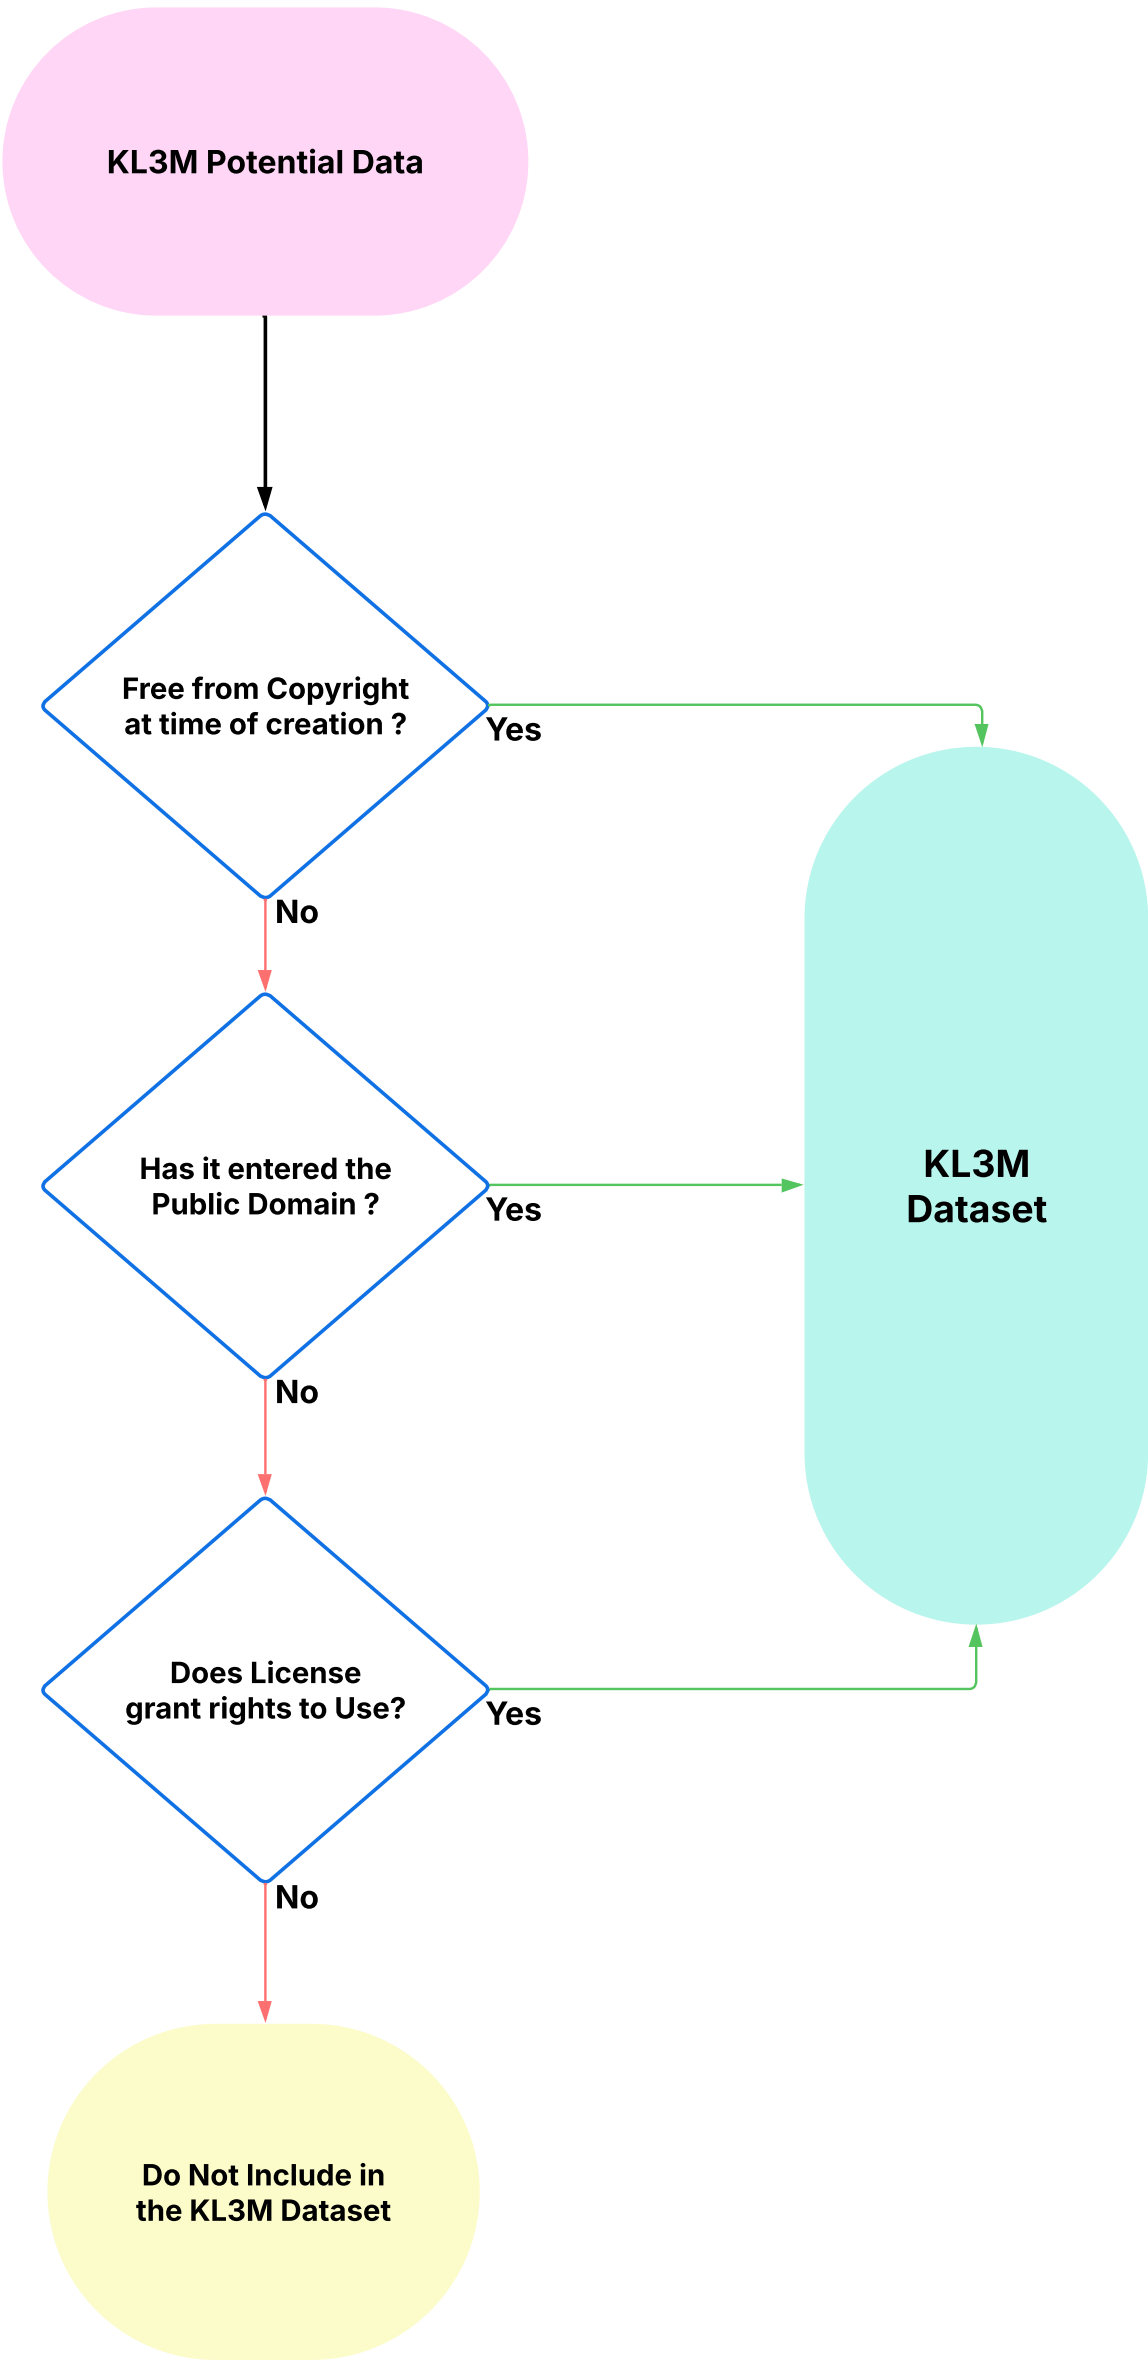 KL3M Potential Data
Free from Copyright
at time of creation ?
Yes
No
Has it entered the
Public Domain ?
Yes
KL3M
Dataset
No
Does License
grant rights to Use?
Yes
No
Do Not Include in
the KL3M Dataset